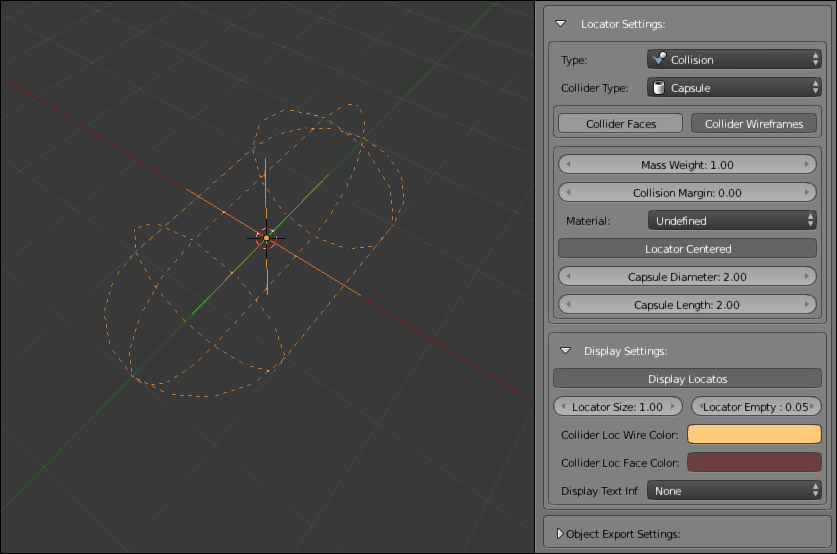 Locator Settings:
Type: Collision
Collider Type: Capsule
Collider Faces Collider Wireframes
Mass Weight: 1.00
Collision Margin: 0.00
Material: Undefined
Locator Centered
Capsule Diameter: 2.00
Capsule Length: 2.00
Display Settings:
Display Locatos
Locator Size: 1.00 Locator Empty : 0.05
Collider Loc Wire Color:
Collider Loc Face Color:
Display Text Inf None
Object Export Settings: